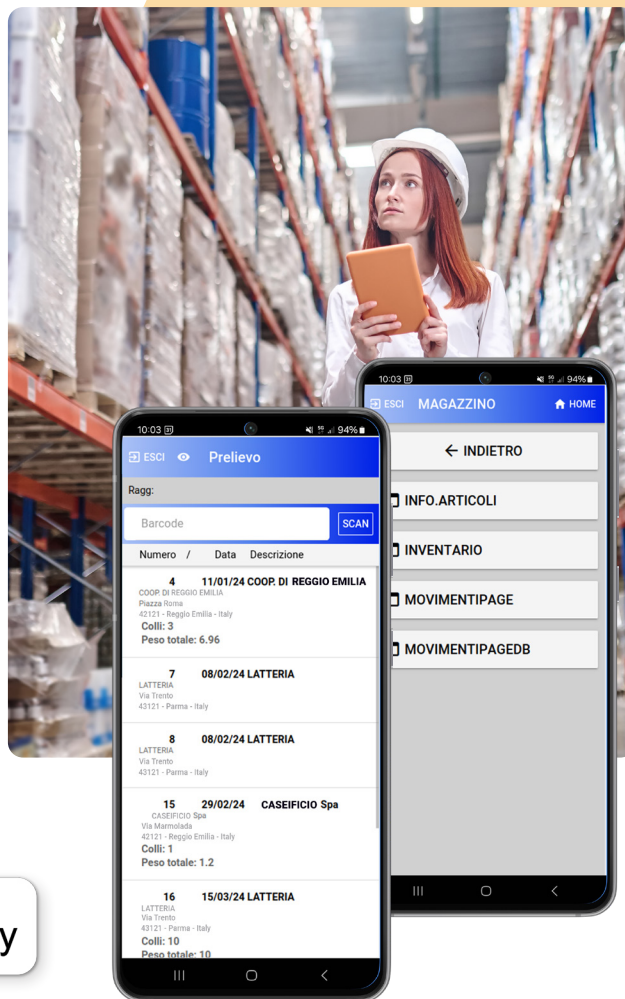 10:03 31 94%
ESCI Prelievo
Ragg:
Barcode SCAN
Numero / Data Descrizione
4 11/01/24 COOP. DI REGGIO EMILIA
COOP. DI REGGIO EMILIA
Piazza Roma
42121 - Reggio Emilia - Italy
Colli: 3
Peso totale: 6.96
7 08/02/24 LATTERIA
LATTERIA
Via Trento
43121 - Parma - Italy
8 08/02/24 LATTERIA
LATTERIA
Via Trento
43121 - Parma - Italy
15 29/02/24 CASEIFICIO Spa
CASEIFICIO Spa
Via Marmolada
42121 - Reggio Emilia - Italy
Colli: 1
Peso totale: 1.2
16 15/03/24 LATTERIA
LATTERIA
Via Trento
43121 - Parma - Italy
Colli: 10
Peso totale: 10
10:03 31 94%
ESCI MAGAZZINO HOME
INDIETRO
INFO.ARTICOLI
INVENTARIO
MOVIMENTIPAGE
MOVIMENTIPAGEDB
y